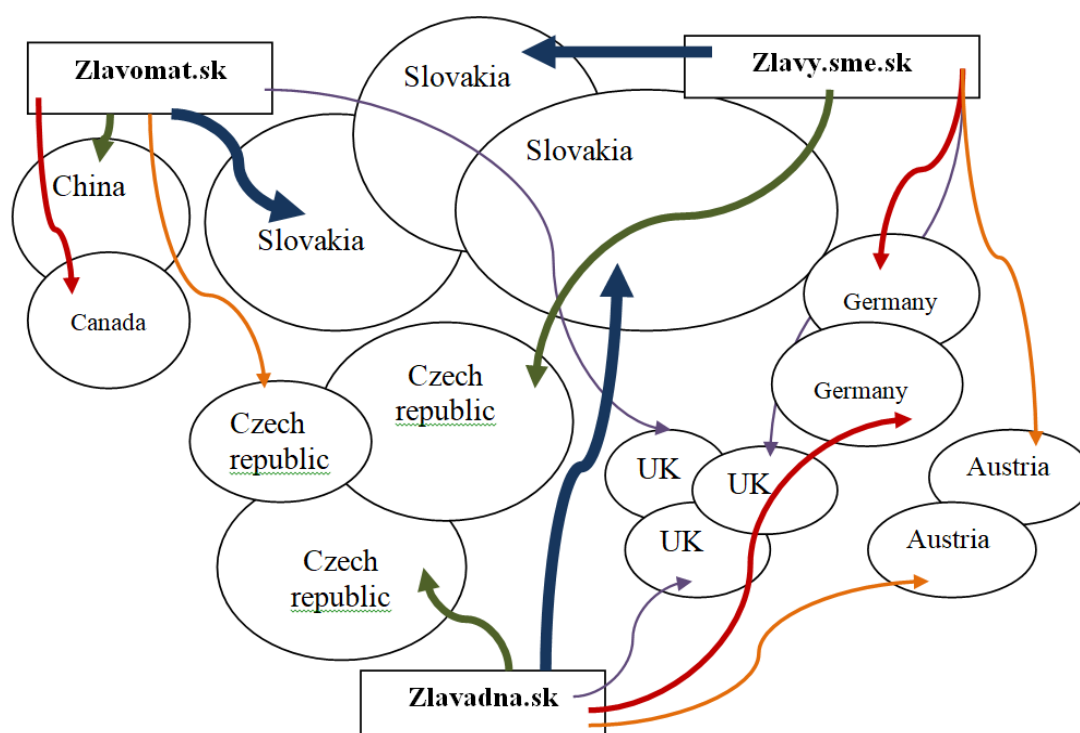 Zlavomat.sk
Slovakia
Zlavy.sme.sk
Slovakia
China
Slovakia
Canada
Germany
Czech
republic
Germany
Czech
republic
UK
UK
Austria
UK
Austria
Czech
republic
Zlavadna.sk